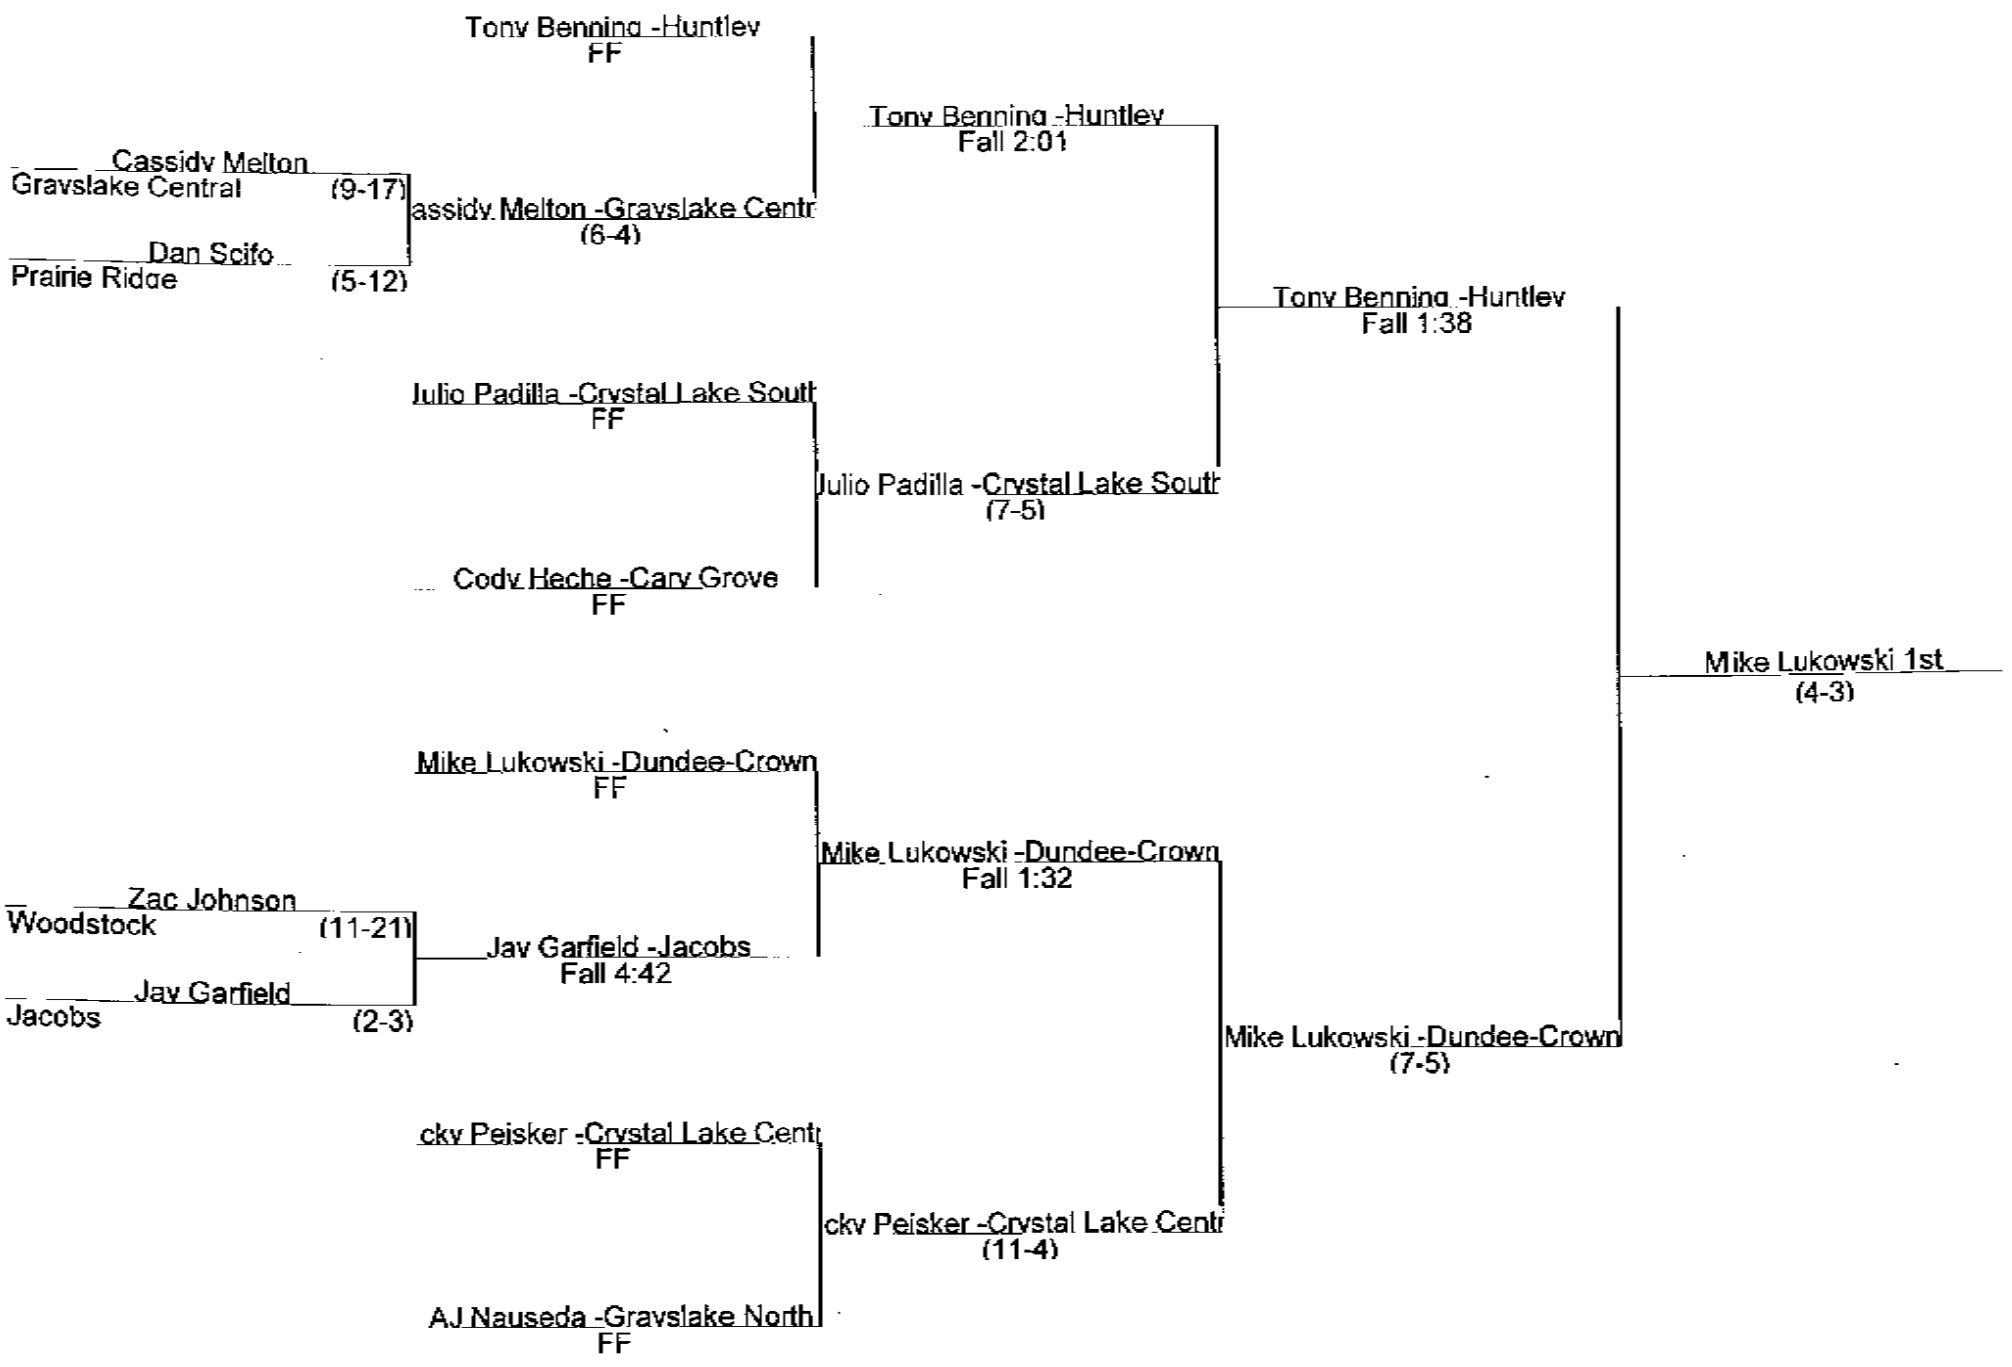 Tony Benning -Huntley
FF
Tony Benning -Huntley
Fall 2:01
Cassidy Melton
Grayslake Central (9-17)
assidy Melton -Grayslake Centr
(6-4)
Dan Scifo
Prairie Ridge (5-12)
Tony Benning -Huntley
Fall 1:38
Julio Padilla -Crystal Lake South
FF
Julio Padilla -Crystal Lake South
(7-5)
Cody Heche -Cary Grove
FF
Mike Lukowski 1st
(4-3)
Mike Lukowski -Dundee-Crown
FF
Mike Lukowski -Dundee-Crown
Fall 1:32
Zac Johnson
Woodstock (11-21)
Jay Garfield -Jacobs
Fall 4:42
Jay Garfield
Jacobs (2-3)
Mike Lukowski -Dundee-Crown
(7-5)
cky Peisker -Crystal Lake Centr
FF
cky Peisker -Crystal Lake Centr
(11-4)
AJ Nauseda -Grayslake North
FF